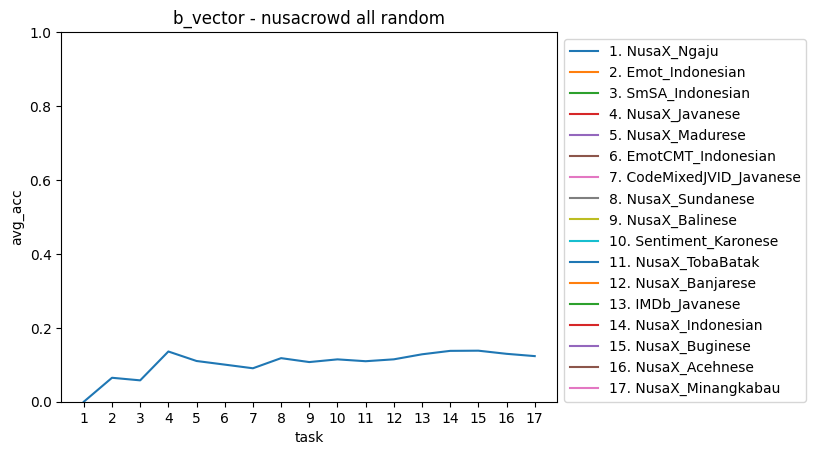 b_vector - nusacrowd all random
1.0
0.8
0.6
0.4
0.2
0.0
avg_acc
1 2 3 4 5 6 7 8 9 10 11 12 13 14 15 16 17
task
1. NusaX_Ngaju
2. Emot_Indonesian
3. SmSA_Indonesian
4. NusaX_Javanese
5. NusaX_Madurese
6. EmotCMT_Indonesian
7. CodeMixedJVID_Javanese
8. NusaX_Sundanese
9. NusaX_Balinese
10. Sentiment_Karonese
11. NusaX_TobaBatak
12. NusaX_Banjarese
13. IMDb_Javanese
14. NusaX_Indonesian
15. NusaX_Buginese
16. NusaX_Acehnese
17. NusaX_Minangkabau